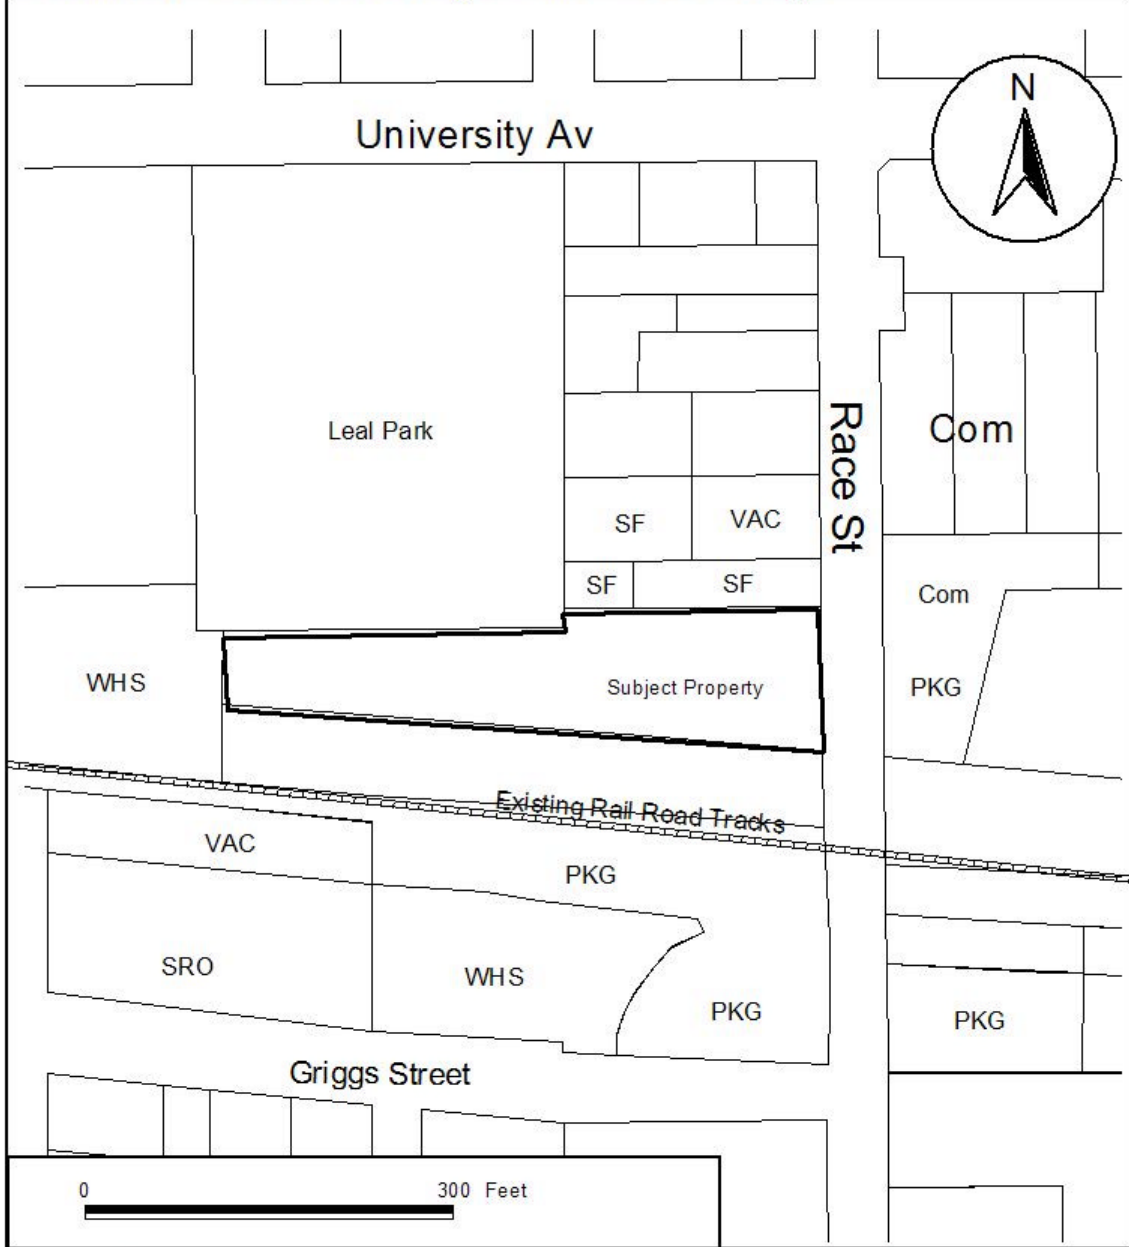 N
University Av
Leal Park
Race St
Com
SF
VAC
SF
SF
Com
WHS
Subject Property
PKG
Existing Rail Road Tracks
VAC
PKG
SRO
WHS
PKG
PKG
Griggs Street
0 300 Feet